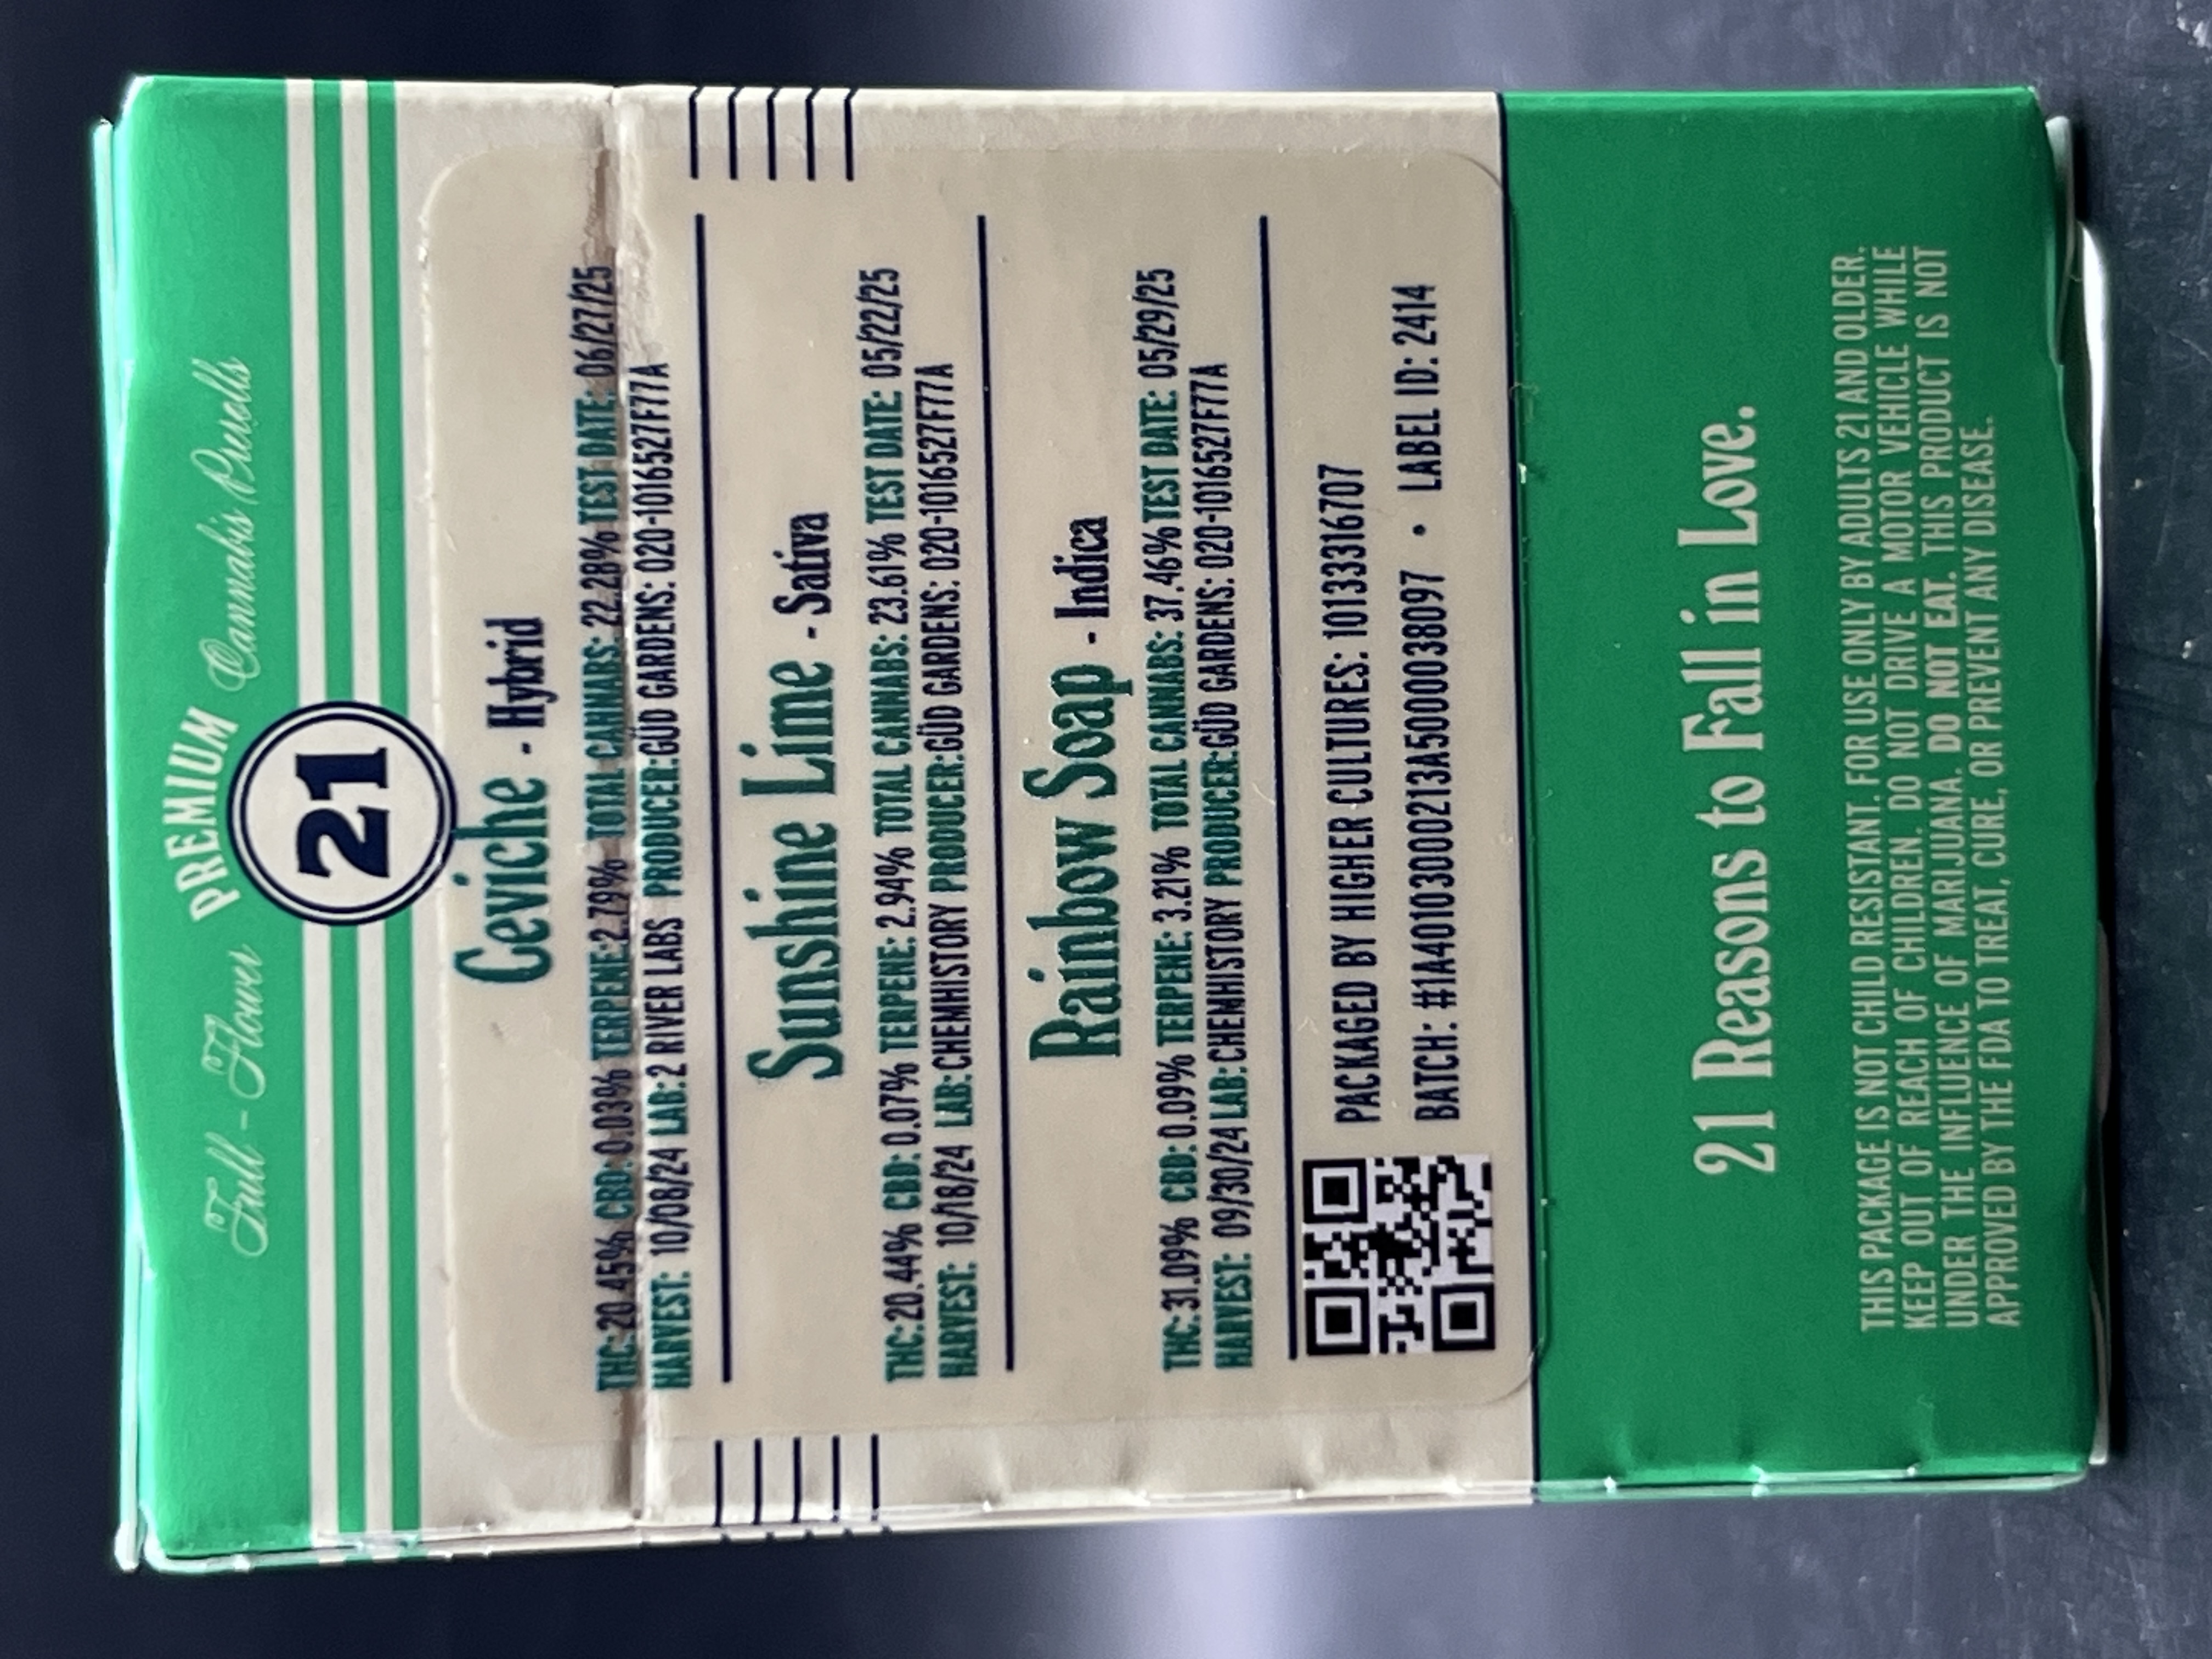 Full-Flower PREMIUM Cannabis Prerolls
21
Ceviche - Hybrid
THC:20.45% CBD:0.03% TERPENE:2.79% TOTAL CANNABS: 22.28% TEST DATE: 06/27/25
HARVEST: 10/08/24 LAB:2 RIVER LABS PRODUCER:GÜD GARDENS: 020-1016527F77A
Sunshine Lime - Sativa
THC:20.44% CBD: 0.07% TERPENE: 2.94% TOTAL CANNABS: 23.61% TEST DATE: 05/22/25
HARVEST: 10/18/24 LAB:CHEMHISTORY PRODUCER:GÜD GARDENS: 020-1016527F77A
Rainbow Soap - Indica
THC:31.09% CBD:0.09% TERPENE: 3.21% TOTAL CANNABS: 37.46% TEST DATE: 05/29/25
HARVEST: 09/30/24 LAB:CHEMHISTORY PRODUCER:GÜD GARDENS: 020-1016527F77A
PACKAGED BY HIGHER CULTURES: 10133316707
BATCH: #1A40103000213A5000038097 • LABEL ID: 2414
21 Reasons to Fall in Love.
THIS PACKAGE IS NOT CHILD RESISTANT. FOR USE ONLY BY ADULTS 21 AND OLDER.
KEEP OUT OF REACH OF CHILDREN. DO NOT DRIVE A MOTOR VEHICLE WHILE
UNDER THE INFLUENCE OF MARIJUANA. DO NOT EAT. THIS PRODUCT IS NOT
APPROVED BY THE FDA TO TREAT, CURE, OR PREVENT ANY DISEASE.